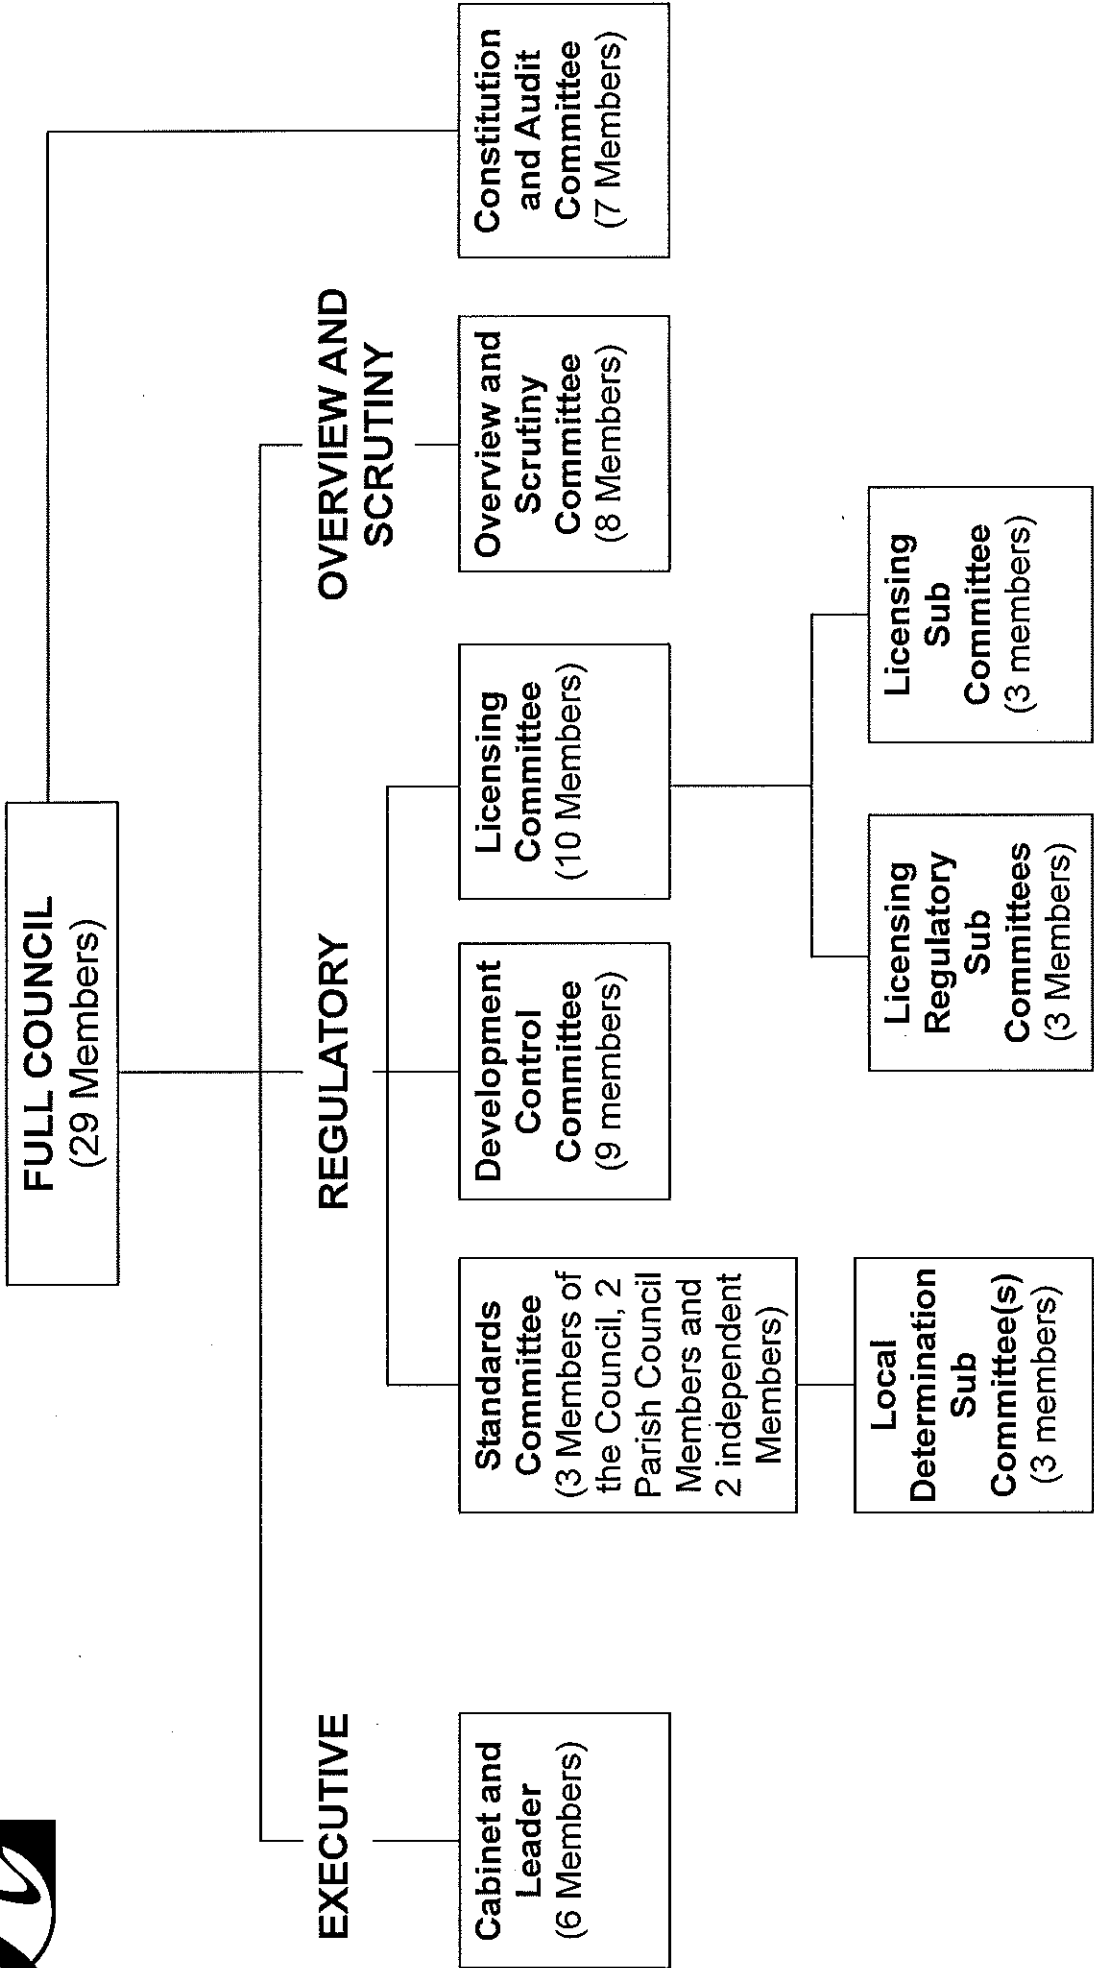 FULL COUNCIL
(29 Members)
EXECUTIVE
REGULATORY
OVERVIEW AND
SCRUTINY
Cabinet and
Leader
(6 Members)
Standards
Committee
(3 Members of
the Council, 2
Parish Council
Members and
2 independent
Members)
Development
Control
Committee
(9 members)
Licensing
Committee
(10 Members)
Overview and
Scrutiny
Committee
(8 Members)
Constitution
and Audit
Committee
(7 Members)
Local
Determination
Sub
Committee(s)
(3 members)
Licensing
Regulatory
Sub
Committees
(3 Members)
Licensing
Sub
Committee
(3 members)